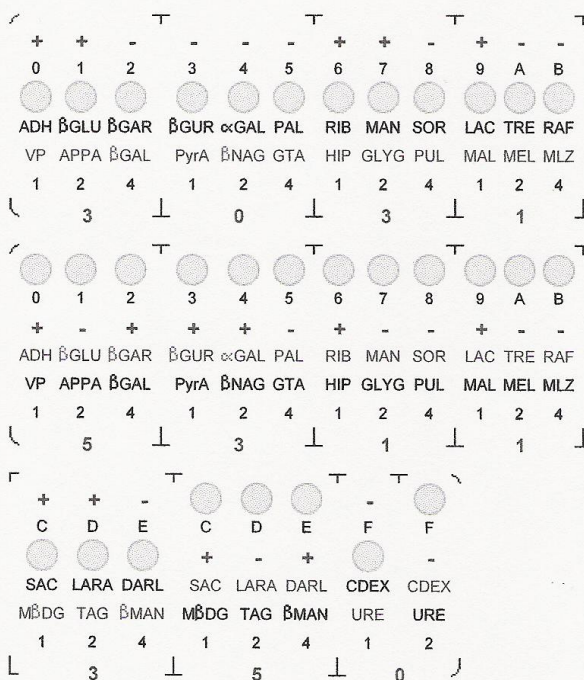 + + - - - - + + - + - -
0 1 2 3 4 5 6 7 8 9 A B
ADH βGLU βGAR βGUR αGAL PAL RIB MAN SOR LAC TRE RAF
VP APPA βGAL PyrA βNAG GTA HIP GLYG PUL MAL MEL MLZ
1 2 4 1 2 4 1 2 4 1 2 4
3 0 3 1
0 1 2 3 4 5 6 7 8 9 A B
+ - + + + - + - - + - -
ADH βGLU βGAR βGUR αGAL PAL RIB MAN SOR LAC TRE RAF
VP APPA βGAL PyrA βNAG GTA HIP GLYG PUL MAL MEL MLZ
1 2 4 1 2 4 1 2 4 1 2 4
5 3 1 1
+ + - -
C D E C D E F F
+ - + -
SAC LARA DARL SAC LARA DARL CDEX CDEX
MβDG TAG βMAN MβDG TAG βMAN URE URE
1 2 4 1 2 4 1 2
3 5 0